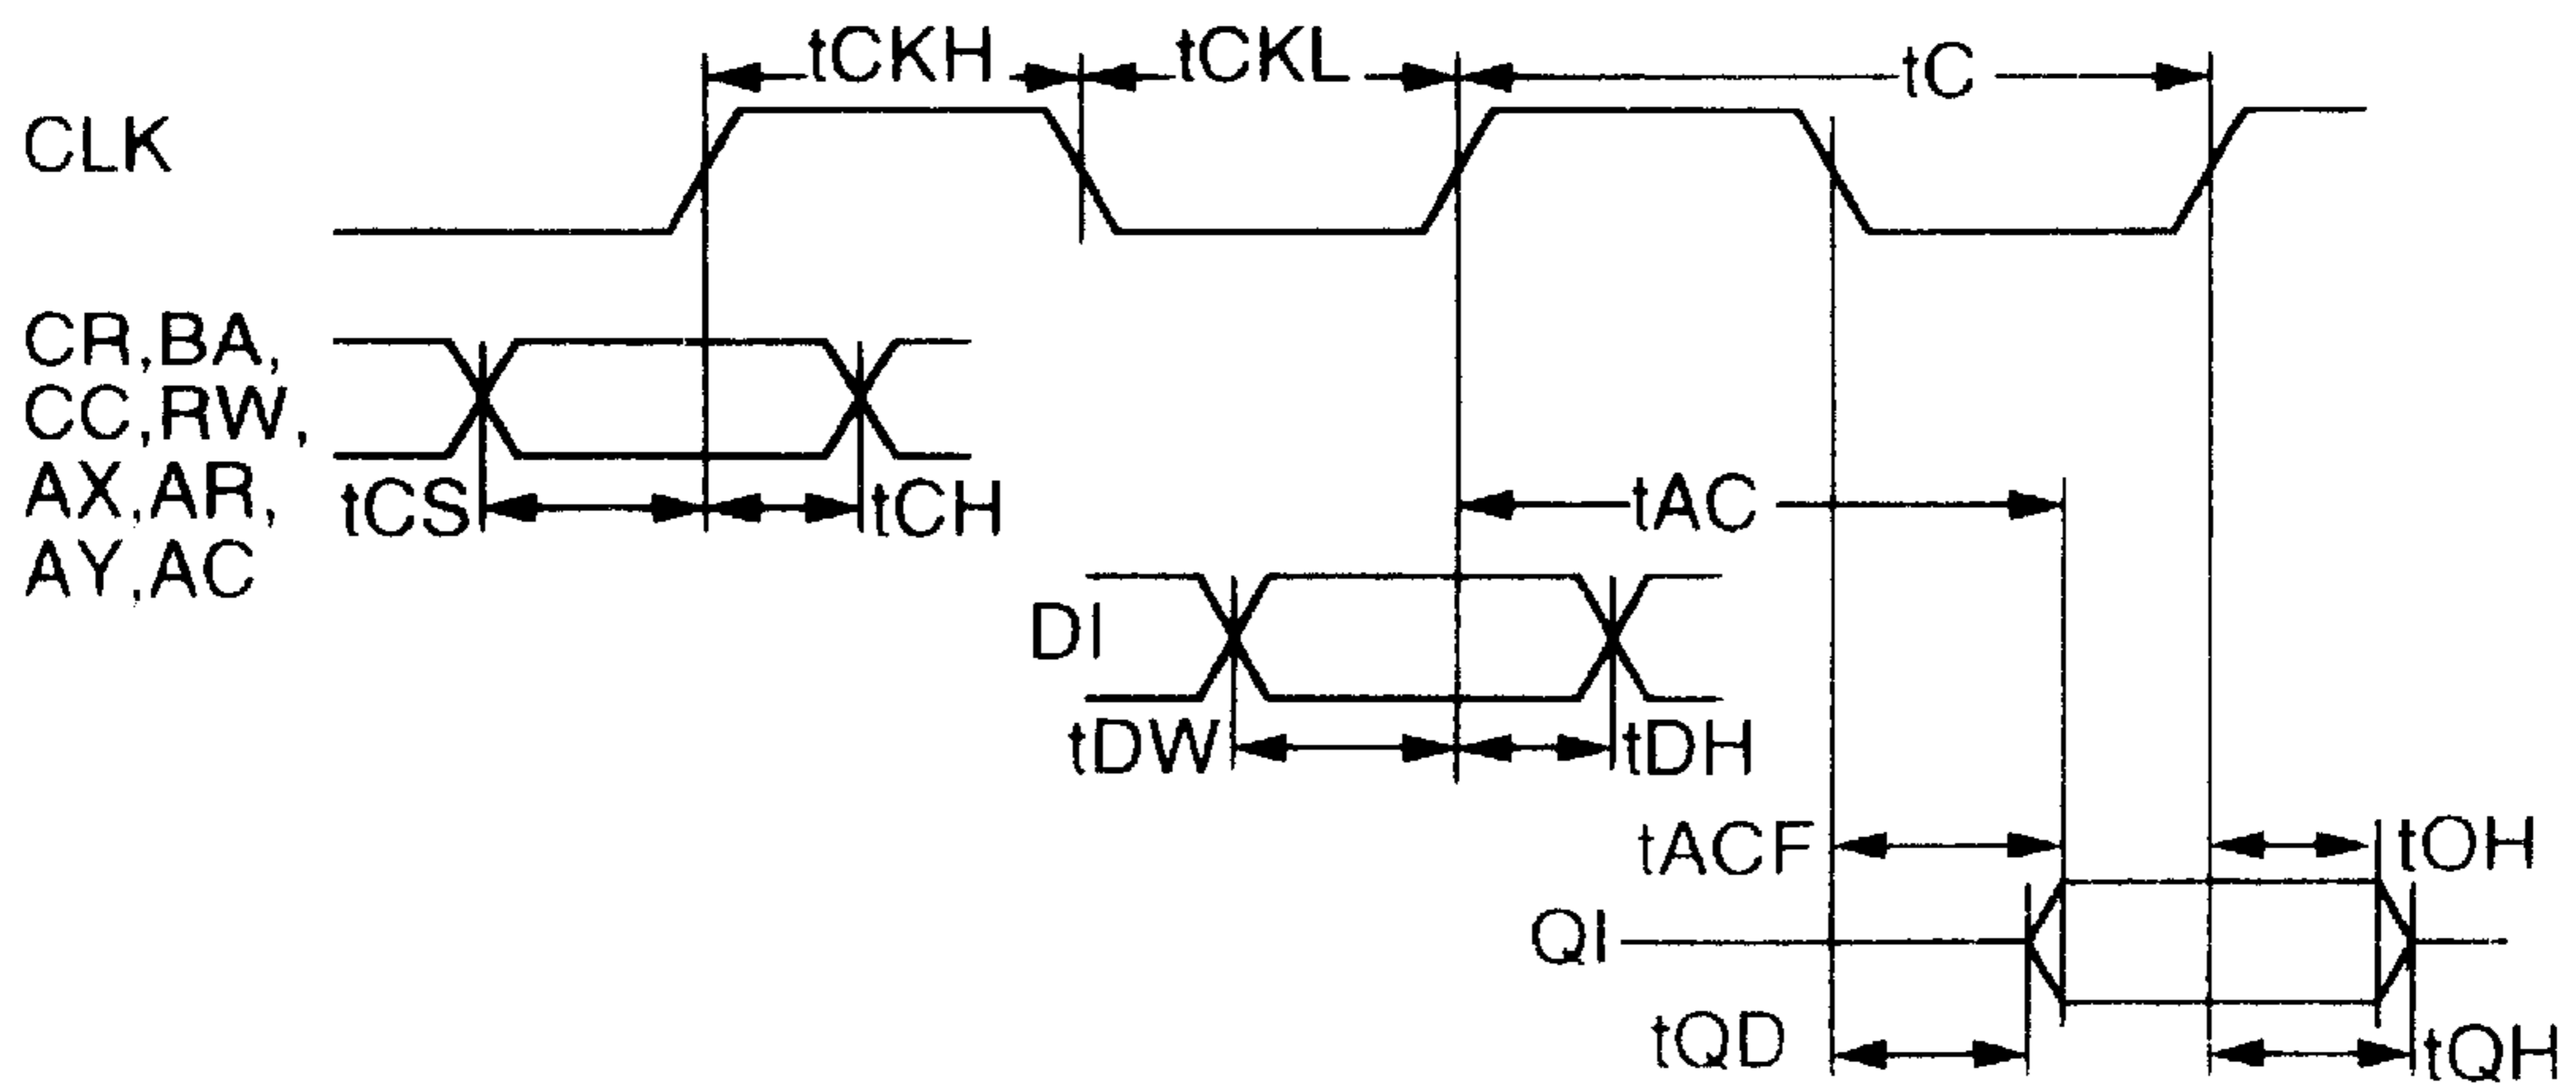 tCKH tCKL tC
CLK
CR,BA,
CC,RW,
AX,AR,
AY,AC
tCS tCH tAC
DI
tDW tDH
tACF tOH
QI
tQD tQH